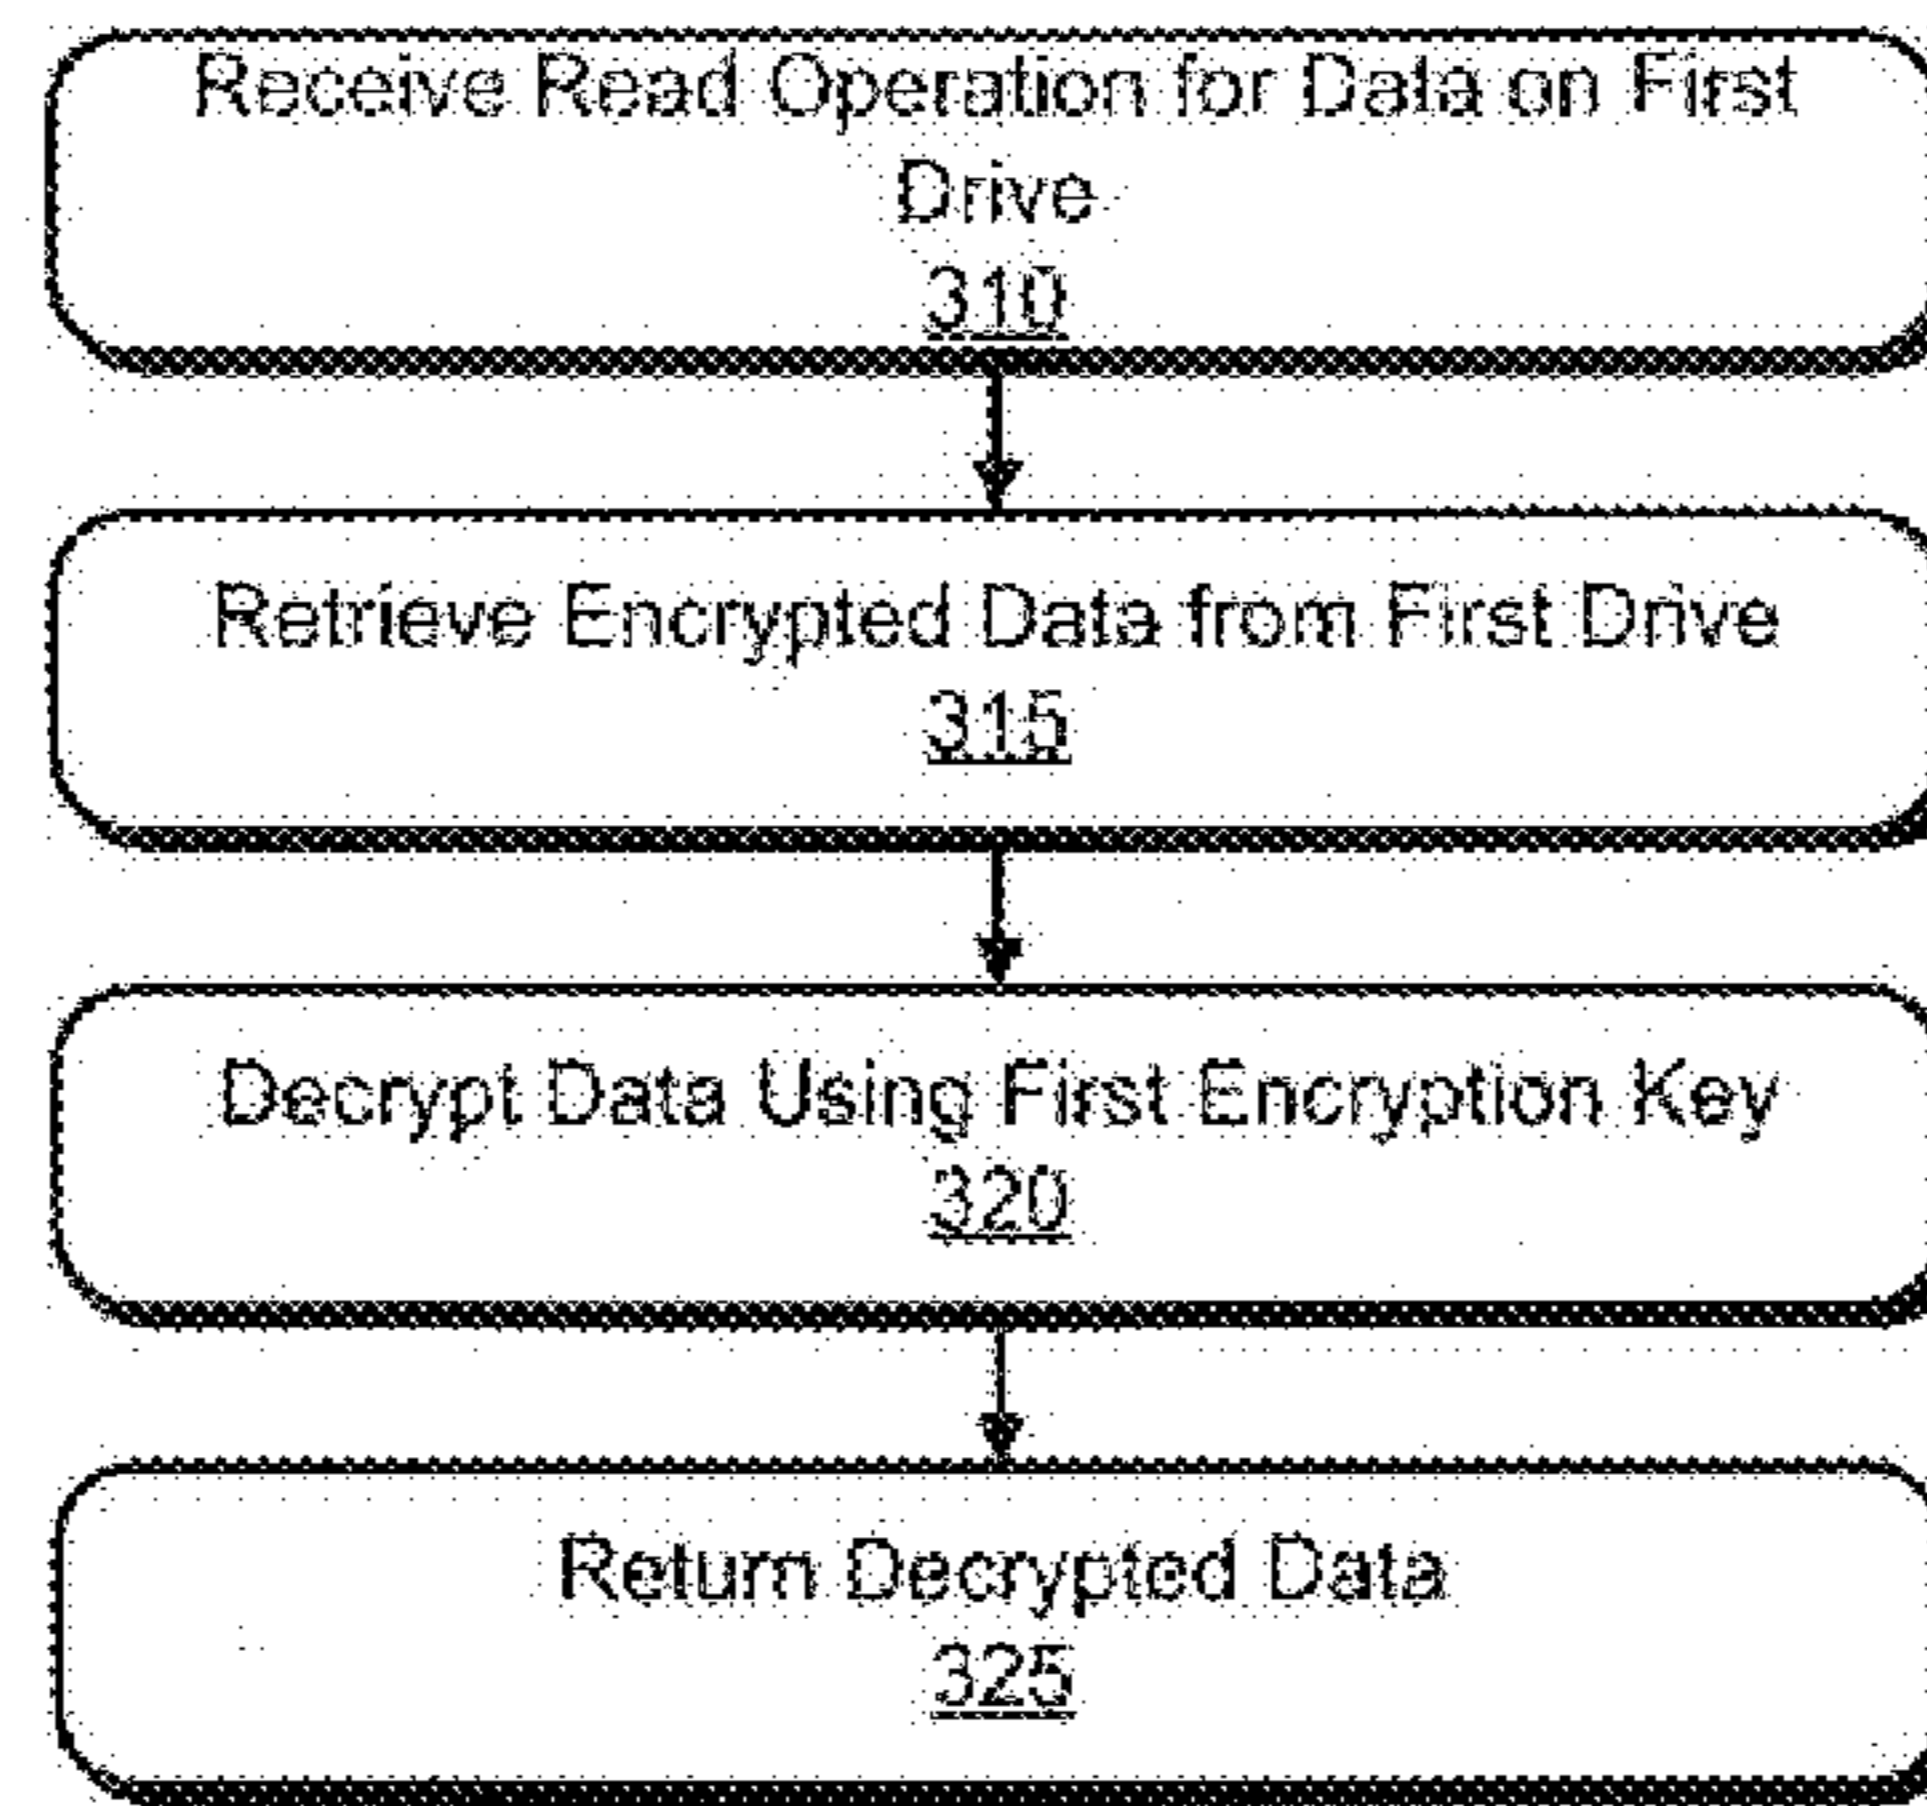 Receive Read Operation for Data on First
Drive
310
Retrieve Encrypted Data from First Drive
315
Decrypt Data Using First Encryption Key
320
Return Decrypted Data
325